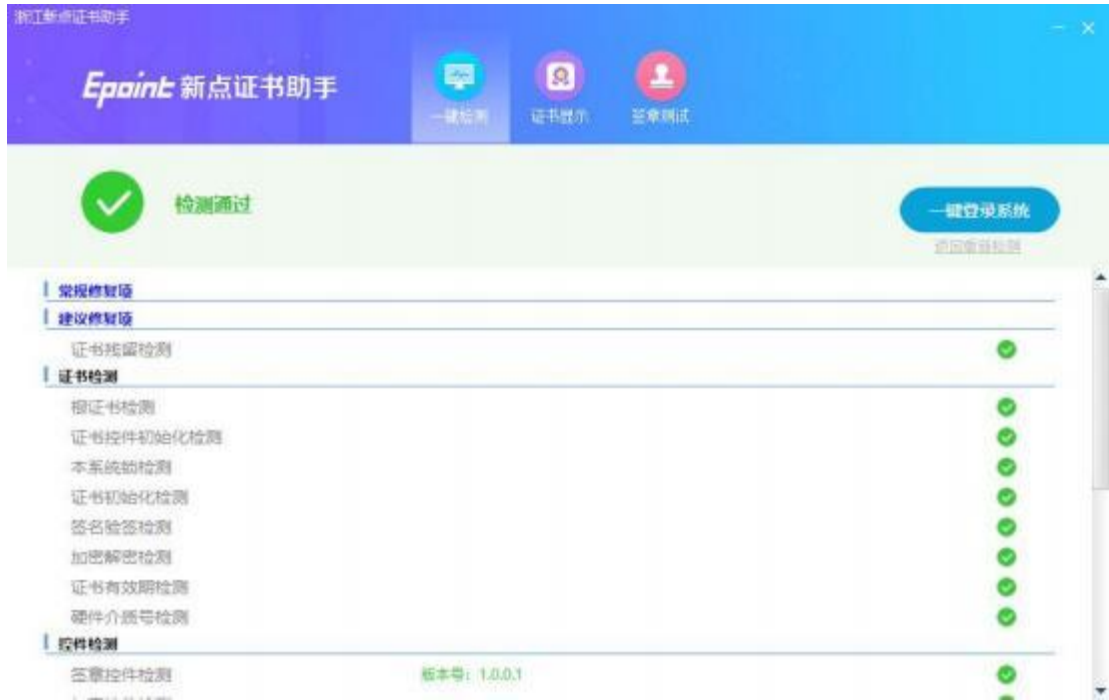 浙江新点证书助手
Epoint 新点证书助手
一键检测
证书显示
签章测试
检测通过
一键登录系统
返回重新检测
常规修复项
建议修复项
证书残留检测
证书检测
根证书检测
证书控件初始化检测
本系统锁检测
证书初始化检测
签名验签检测
加密解密检测
证书有效期检测
硬件介质号检测
控件检测
签章控件检测 版本号: 1.0.0.1